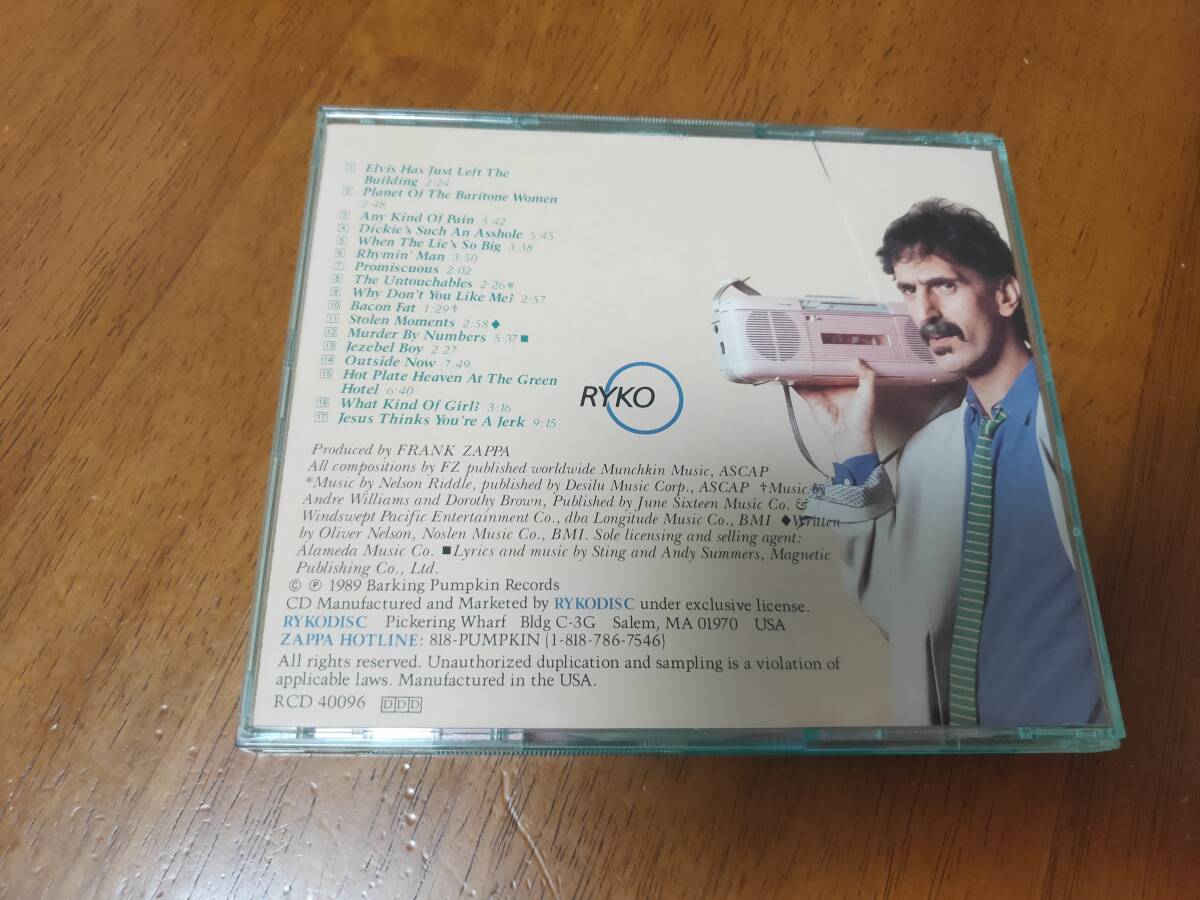 1 Elvis Has Just Left The
Building 2:24
2 Planet Of The Baritone Women
2:48
3 Any Kind Of Pain 5:42
4 Dickie's Such An Asshole 5:45
5 When The Lie's So Big 3:38
6 Rhymin' Man 3:50
7 Promiscuous 2:02
8 The Untouchables 2:26*
9 Why Don't You Like Me? 2:57
10 Bacon Fat 1:29†
11 Stolen Moments 2:58◆
12 Murder By Numbers 5:37■
13 Jezebel Boy 2:27
14 Outside Now 7:49
15 Hot Plate Heaven At The Green
Hotel 6:40
16 What Kind Of Girl? 3:16
17 Jesus Thinks You're A Jerk 9:15
RYKO
Produced by FRANK ZAPPA
All compositions by FZ published worldwide Munchkin Music, ASCAP
*Music by Nelson Riddle, published by Desilu Music Corp., ASCAP †Music by
Andre Williams and Dorothy Brown, Published by June Sixteen Music Co. &
Windswept Pacific Entertainment Co., dba Longitude Music Co., BMI ◆Written
by Oliver Nelson, Noslen Music Co., BMI. Sole licensing and selling agent:
Alameda Music Co. ■Lyrics and music by Sting and Andy Summers, Magnetic
Publishing Co., Ltd.
© ℗ 1989 Barking Pumpkin Records
CD Manufactured and Marketed by RYKODISC under exclusive license.
RYKODISC Pickering Wharf Bldg C-3G Salem, MA 01970 USA
ZAPPA HOTLINE: 818-PUMPKIN (1-818-786-7546)
All rights reserved. Unauthorized duplication and sampling is a violation of
applicable laws. Manufactured in the USA.
RCD 40096 DDD